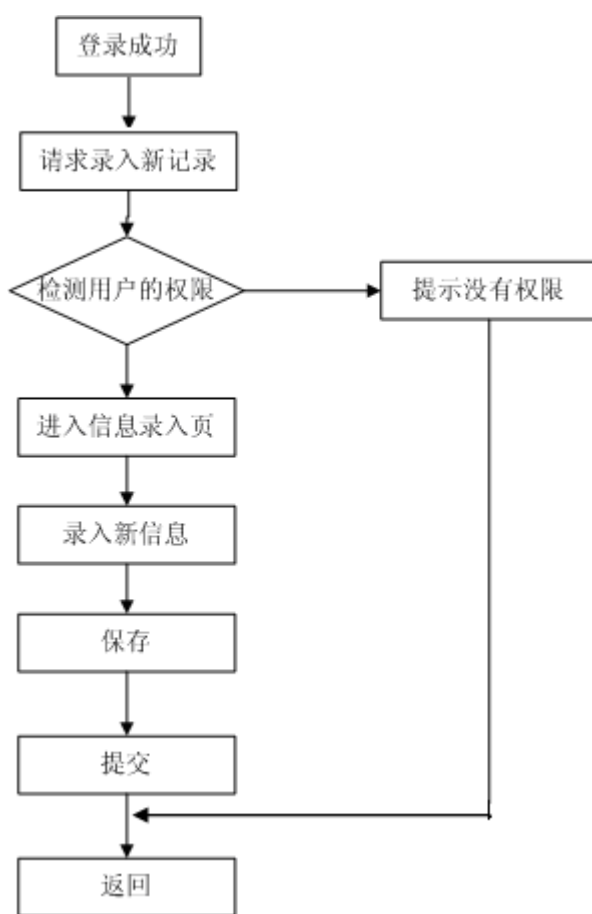 登录成功
请求录入新记录
检测用户的权限
提示没有权限
进入信息录入页
录入新信息
保存
提交
返回